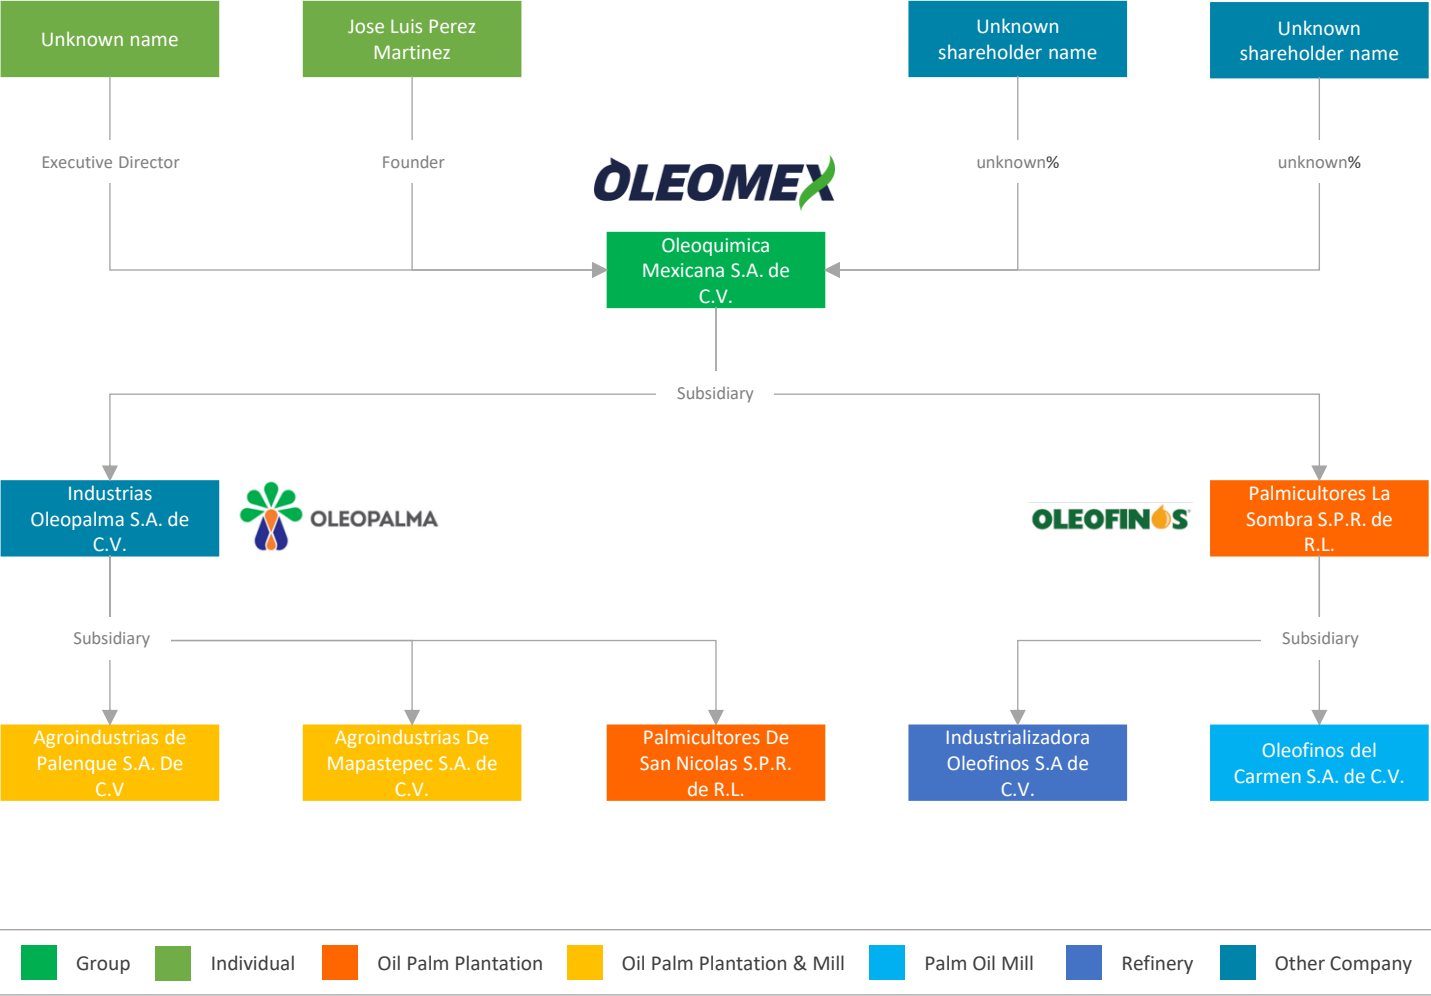 Unknown name
Jose Luis Perez
Martinez
Unknown
shareholder name
Unknown
shareholder name
Executive Director
Founder
unknown%
unknown%
OLEOMEX
Oleoquimica
Mexicana S.A. de
C.V.
Subsidiary
Industrias
Oleopalma S.A. de
C.V.
OLEOPALMA
OLEOFINOS
Palmicultores La
Sombra S.P.R. de
R.L.
Subsidiary
Subsidiary
Agroindustrias de
Palenque S.A. De
C.V
Agroindustrias De
Mapastepec S.A. de
C.V.
Palmicultores De
San Nicolas S.P.R.
de R.L.
Industrializadora
Oleofinos S.A de
C.V.
Oleofinos del
Carmen S.A. de C.V.
Group
Individual
Oil Palm Plantation
Oil Palm Plantation & Mill
Palm Oil Mill
Refinery
Other Company